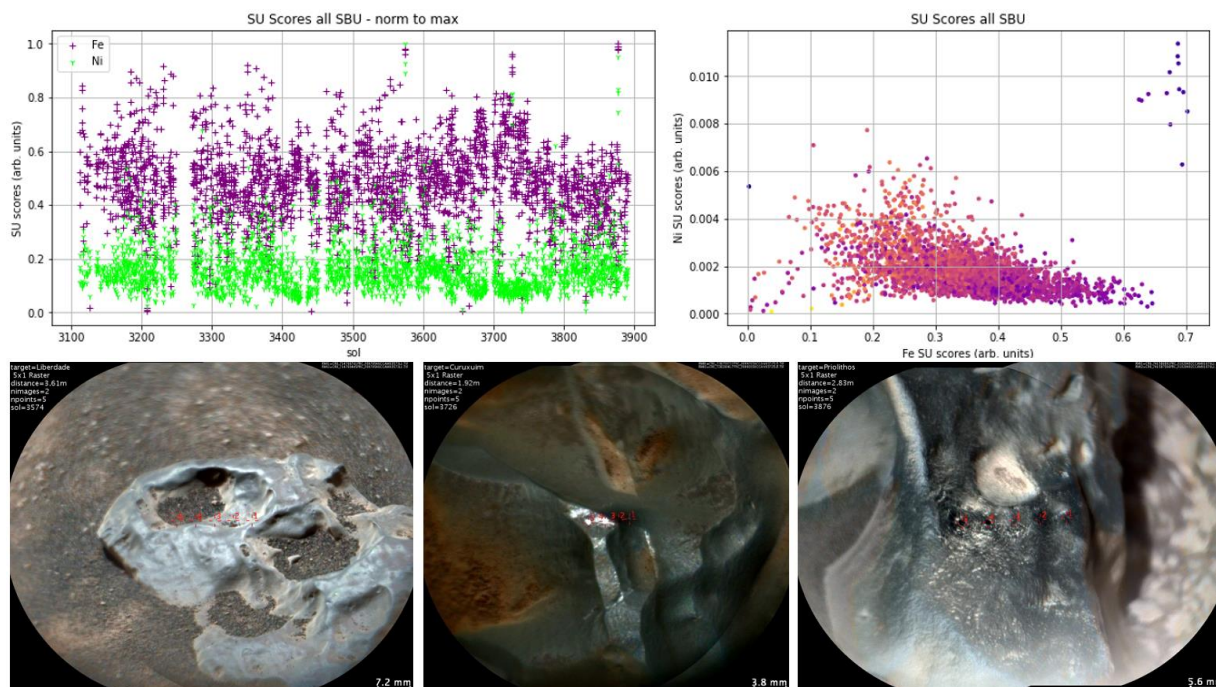 SU Scores all SBU - norm to max
SU scores (arb. units)
1.0
0.8
0.6
0.4
0.2
0.0
Fe
Ni
3100 3200 3300 3400 3500 3600 3700 3800 3900
sol
SU Scores all SBU
Ni SU scores (arb. units)
0.010
0.008
0.006
0.004
0.002
0.000
0.0 0.1 0.2 0.3 0.4 0.5 0.6 0.7
Fe SU scores (arb. units)
target=Liberdade
5x1 Raster
distance=3.61m
nimages=2
npoints=5
sol=3574
7.2 mm
target=Curuxuim
5x1 Raster
distance=1.92m
nimages=2
npoints=5
sol=3726
3.8 mm
target=Priolithos
5x1 Raster
distance=2.83m
nimages=2
npoints=5
sol=3876
5.6 m